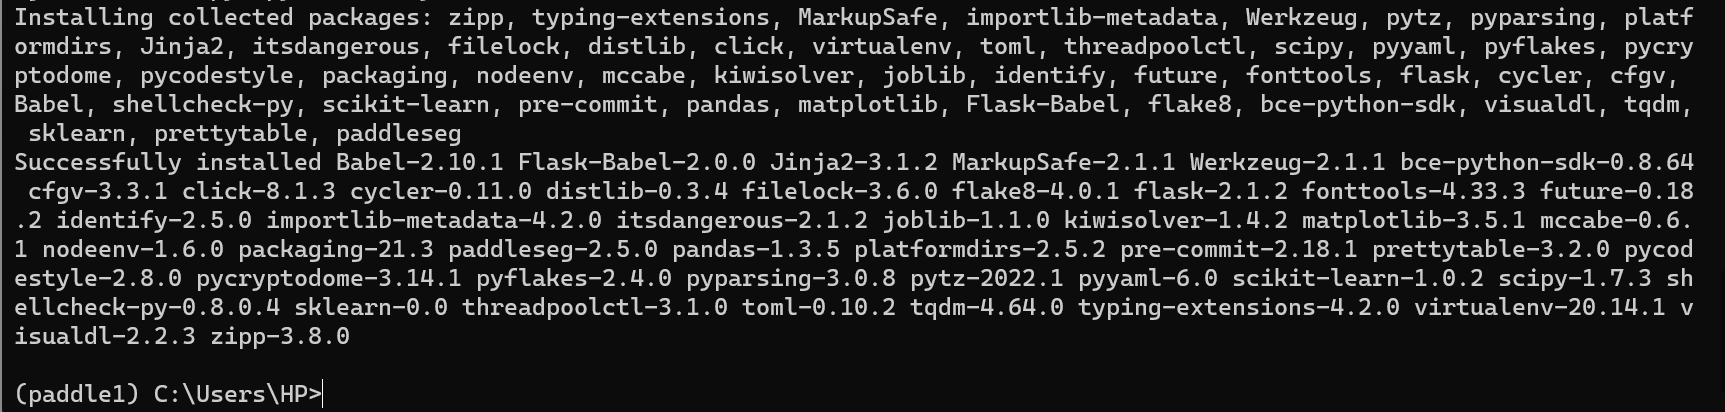 Installing collected packages: zipp, typing-extensions, MarkupSafe, importlib-metadata, Werkzeug, pytz, pyparsing, platf
ormdirs, Jinja2, itsdangerous, filelock, distlib, click, virtualenv, toml, threadpoolctl, scipy, pyyaml, pyflakes, pycry
ptodome, pycodestyle, packaging, nodeenv, mccabe, kiwisolver, joblib, identify, future, fonttools, flask, cycler, cfgv,
Babel, shellcheck-py, scikit-learn, pre-commit, pandas, matplotlib, Flask-Babel, flake8, bce-python-sdk, visualdl, tqdm,
 sklearn, prettytable, paddleseg
Successfully installed Babel-2.10.1 Flask-Babel-2.0.0 Jinja2-3.1.2 MarkupSafe-2.1.1 Werkzeug-2.1.1 bce-python-sdk-0.8.64
 cfgv-3.3.1 click-8.1.3 cycler-0.11.0 distlib-0.3.4 filelock-3.6.0 flake8-4.0.1 flask-2.1.2 fonttools-4.33.3 future-0.18
.2 identify-2.5.0 importlib-metadata-4.2.0 itsdangerous-2.1.2 joblib-1.1.0 kiwisolver-1.4.2 matplotlib-3.5.1 mccabe-0.6.
1 nodeenv-1.6.0 packaging-21.3 paddleseg-2.5.0 pandas-1.3.5 platformdirs-2.5.2 pre-commit-2.18.1 prettytable-3.2.0 pycod
estyle-2.8.0 pycryptodome-3.14.1 pyflakes-2.4.0 pyparsing-3.0.8 pytz-2022.1 pyyaml-6.0 scikit-learn-1.0.2 scipy-1.7.3 sh
ellcheck-py-0.8.0.4 sklearn-0.0 threadpoolctl-3.1.0 toml-0.10.2 tqdm-4.64.0 typing-extensions-4.2.0 virtualenv-20.14.1 v
isualdl-2.2.3 zipp-3.8.0
(paddle1) C:\Users\HP>